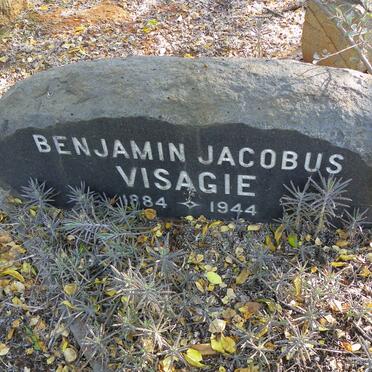 BENJAMIN JACOBUS
VISAGIE
1884 ✧ 1944